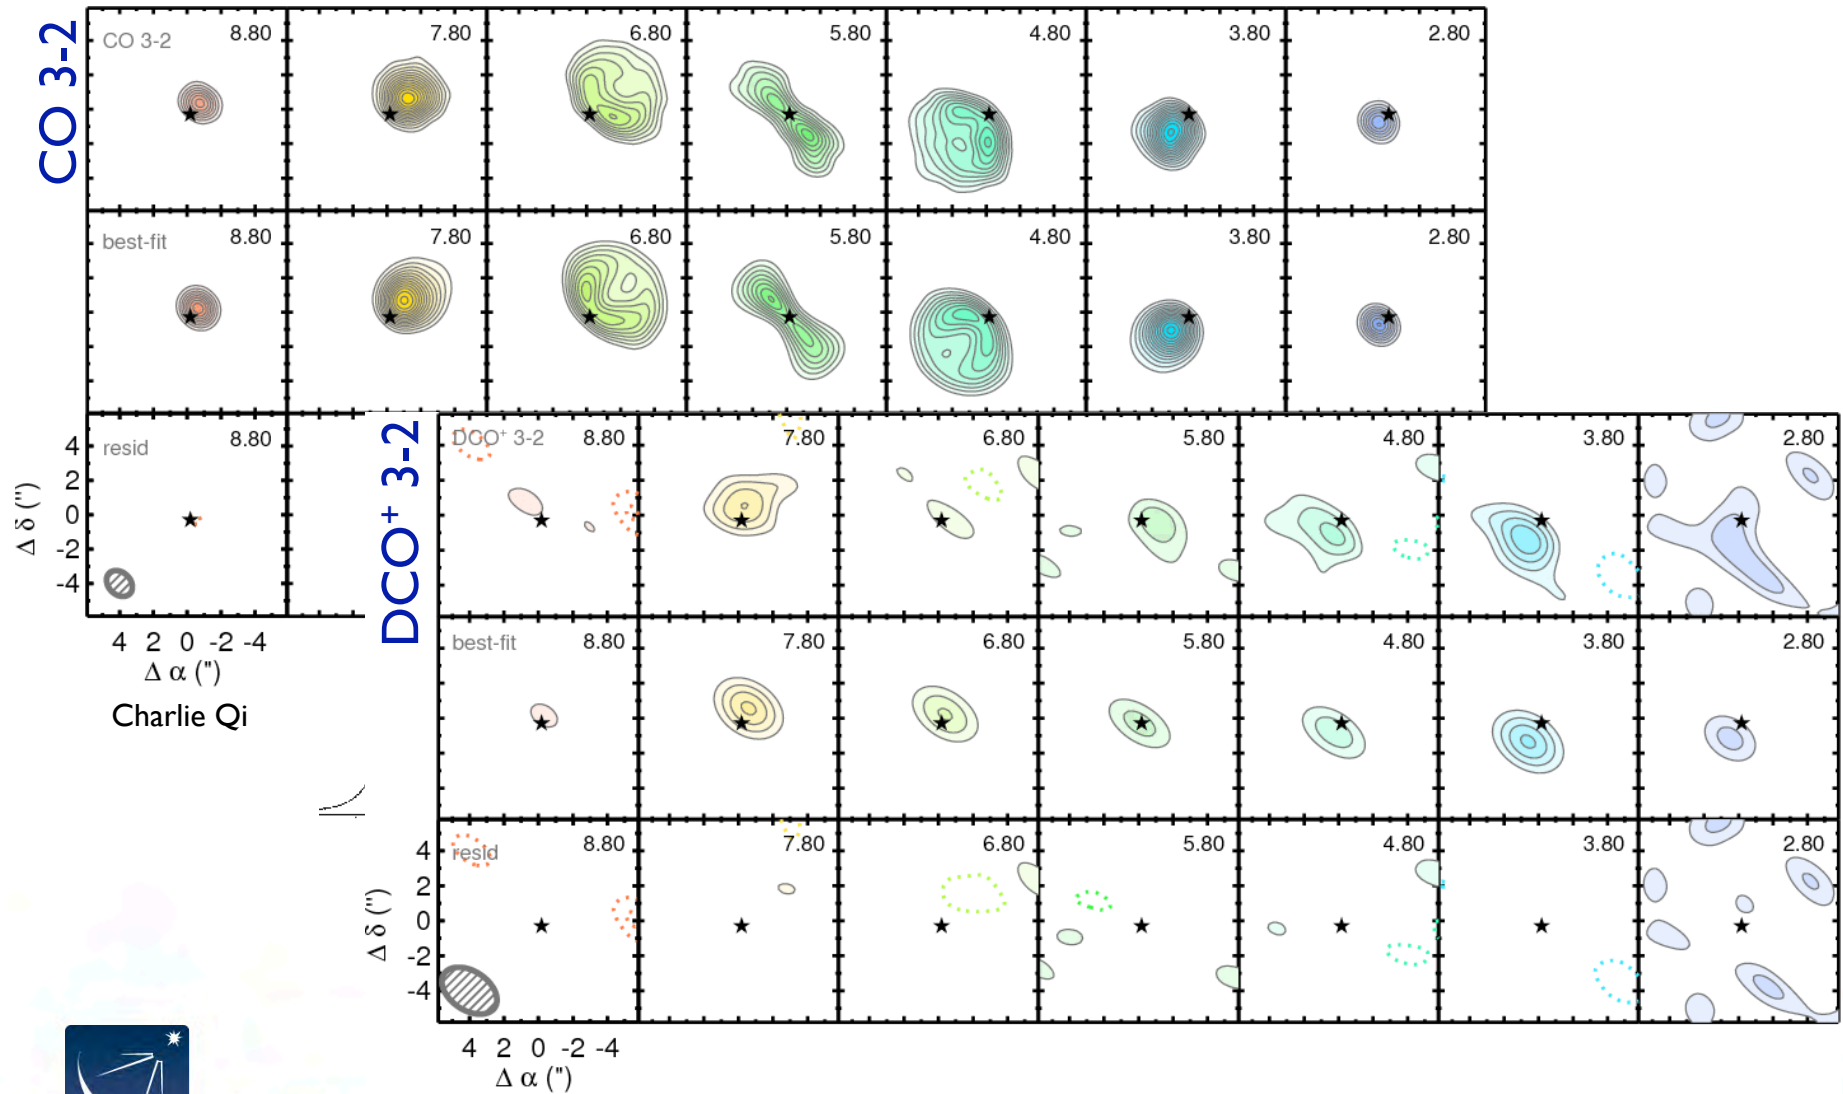 CO 3-2
CO 3-2 8.80 7.80 6.80 5.80 4.80 3.80 2.80
best-fit 8.80 7.80 6.80 5.80 4.80 3.80 2.80
resid 8.80
4
2
0
-2
-4
Δ δ (")
4 2 0 -2 -4
Δ α (")
Charlie Qi
DCO⁺ 3-2
DCO⁺ 3-2 8.80 7.80 6.80 5.80 4.80 3.80 2.80
best-fit 8.80 7.80 6.80 5.80 4.80 3.80 2.80
resid 8.80 7.80 6.80 5.80 4.80 3.80 2.80
4
2
0
-2
-4
Δ δ (")
4 2 0 -2 -4
Δ α (")